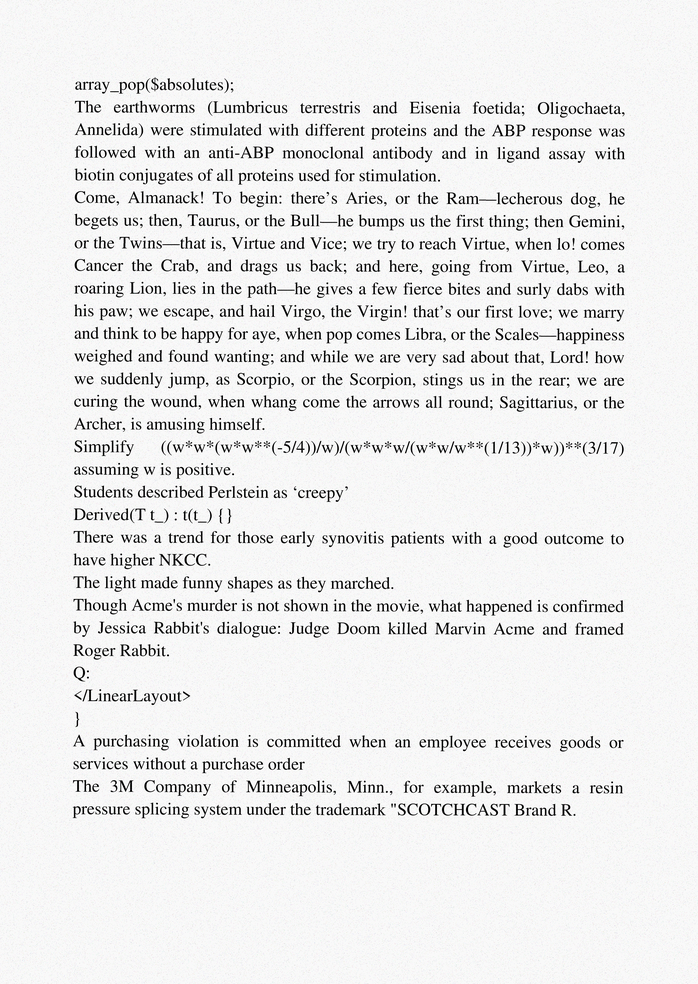 array_pop($absolutes);
The earthworms (Lumbricus terrestris and Eisenia foetida; Oligochaeta,
Annelida) were stimulated with different proteins and the ABP response was
followed with an anti-ABP monoclonal antibody and in ligand assay with
biotin conjugates of all proteins used for stimulation.
Come, Almanack! To begin: there’s Aries, or the Ram—lecherous dog, he
begets us; then, Taurus, or the Bull—he bumps us the first thing; then Gemini,
or the Twins—that is, Virtue and Vice; we try to reach Virtue, when lo! comes
Cancer the Crab, and drags us back; and here, going from Virtue, Leo, a
roaring Lion, lies in the path—he gives a few fierce bites and surly dabs with
his paw; we escape, and hail Virgo, the Virgin! that’s our first love; we marry
and think to be happy for aye, when pop comes Libra, or the Scales—happiness
weighed and found wanting; and while we are very sad about that, Lord! how
we suddenly jump, as Scorpio, or the Scorpion, stings us in the rear; we are
curing the wound, when whang come the arrows all round; Sagittarius, or the
Archer, is amusing himself.
Simplify ((w*w*(w*w**(-5/4))/w)/(w*w*w/(w*w/w**(1/13))*w))**(3/17)
assuming w is positive.
Students described Perlstein as ‘creepy’
Derived(T t_) : t(t_) {}
There was a trend for those early synovitis patients with a good outcome to
have higher NKCC.
The light made funny shapes as they marched.
Though Acme's murder is not shown in the movie, what happened is confirmed
by Jessica Rabbit's dialogue: Judge Doom killed Marvin Acme and framed
Roger Rabbit.
Q:
</LinearLayout>
}
A purchasing violation is committed when an employee receives goods or
services without a purchase order
The 3M Company of Minneapolis, Minn., for example, markets a resin
pressure splicing system under the trademark "SCOTCHCAST Brand R.